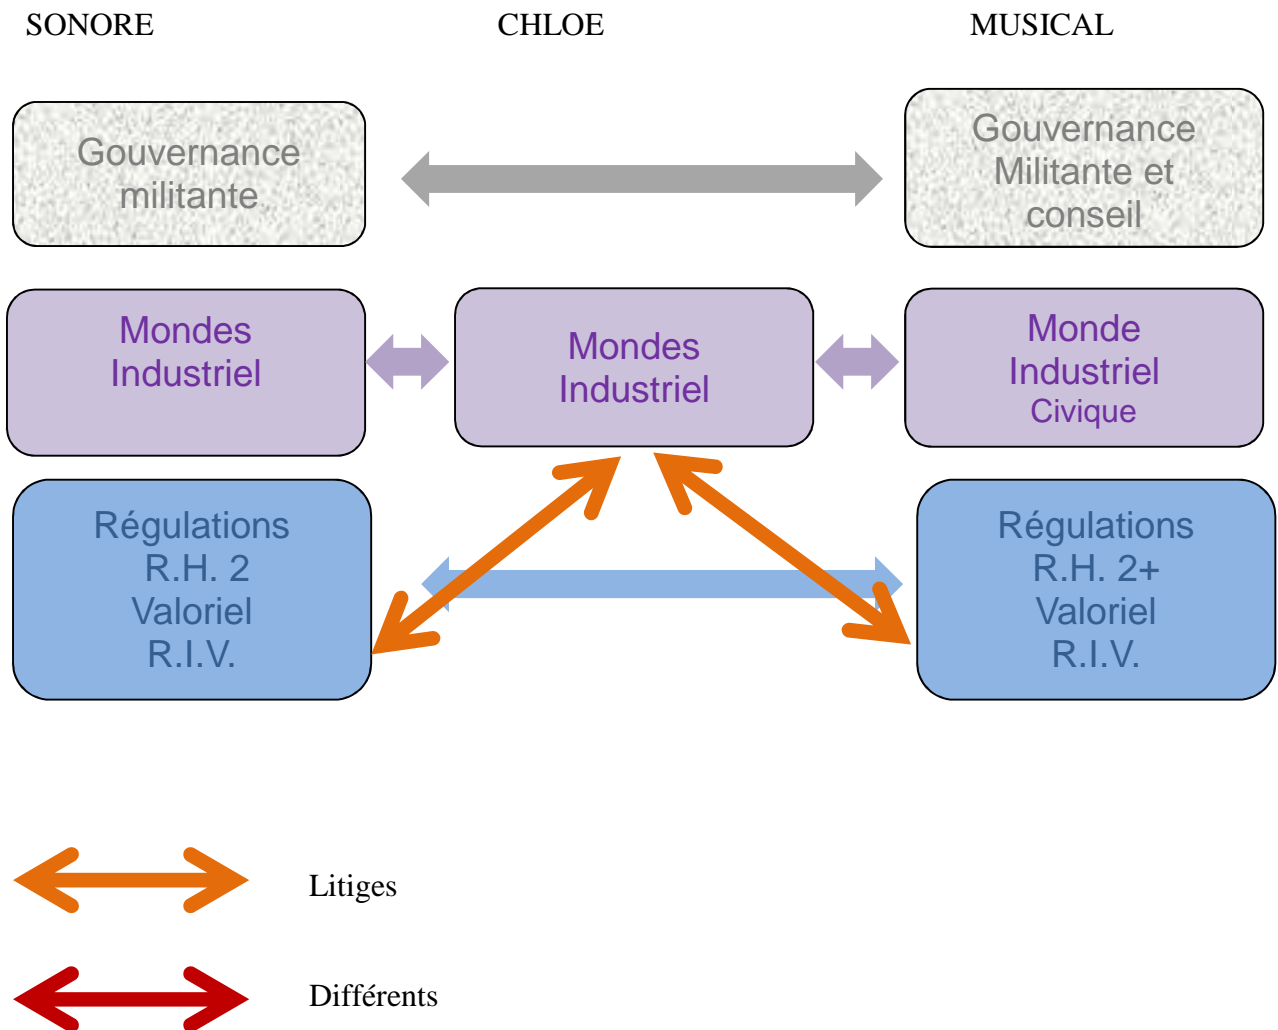 SONORE
CHLOE
MUSICAL
Gouvernance
militante
Gouvernance
Militante et
conseil
Mondes
Industriel
Mondes
Industriel
Monde
Industriel
Civique
Régulations
R.H. 2
Valoriel
R.I.V.
Régulations
R.H. 2+
Valoriel
R.I.V.
Litiges
Différents